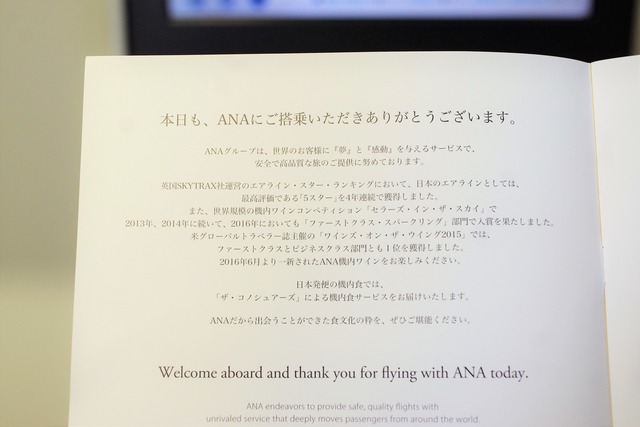 本日も、ANAにご搭乗いただきありがとうございます。
ANAグループは、世界のお客様に『夢』と『感動』を与えるサービスで、
安全で高品質な旅のご提供に努めております。
英国SKYTRAX社運営のエアライン・スター・ランキングにおいて、日本のエアラインとしては、
最高評価である「5スター」を4年連続で獲得しました。
また、世界規模の機内ワインコンペティション「セラーズ・イン・ザ・スカイ」で
2013年、2014年に続いて、2016年においても「ファーストクラス・スパークリング」部門で入賞を果たしました。
米グローバルトラベラー誌主催の「ワインズ・オン・ザ・ウイング2015」では、
ファーストクラスとビジネスクラス部門とも1位を獲得しました。
2016年6月より一新されたANA機内ワインをお楽しみください。
日本発便の機内食では、
「ザ・コノシュアーズ」による機内食サービスをお届けいたします。
ANAだから出会うことができた食文化の粋を、ぜひご堪能ください。
Welcome aboard and thank you for flying with ANA today.
ANA endeavors to provide safe, quality flights with
unrivaled service that deeply moves passengers from around the world.